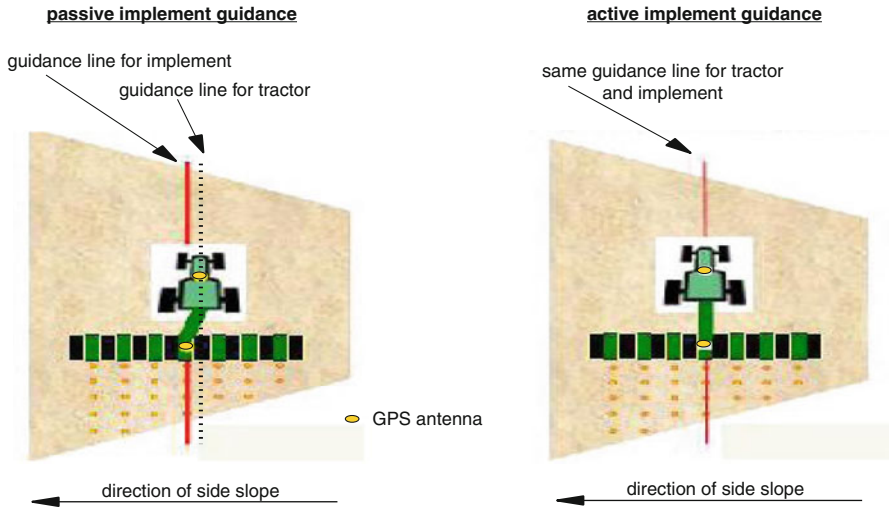 passive implement guidance
guidance line for implement
guidance line for tractor
GPS antenna
direction of side slope
active implement guidance
same guidance line for tractor
and implement
direction of side slope